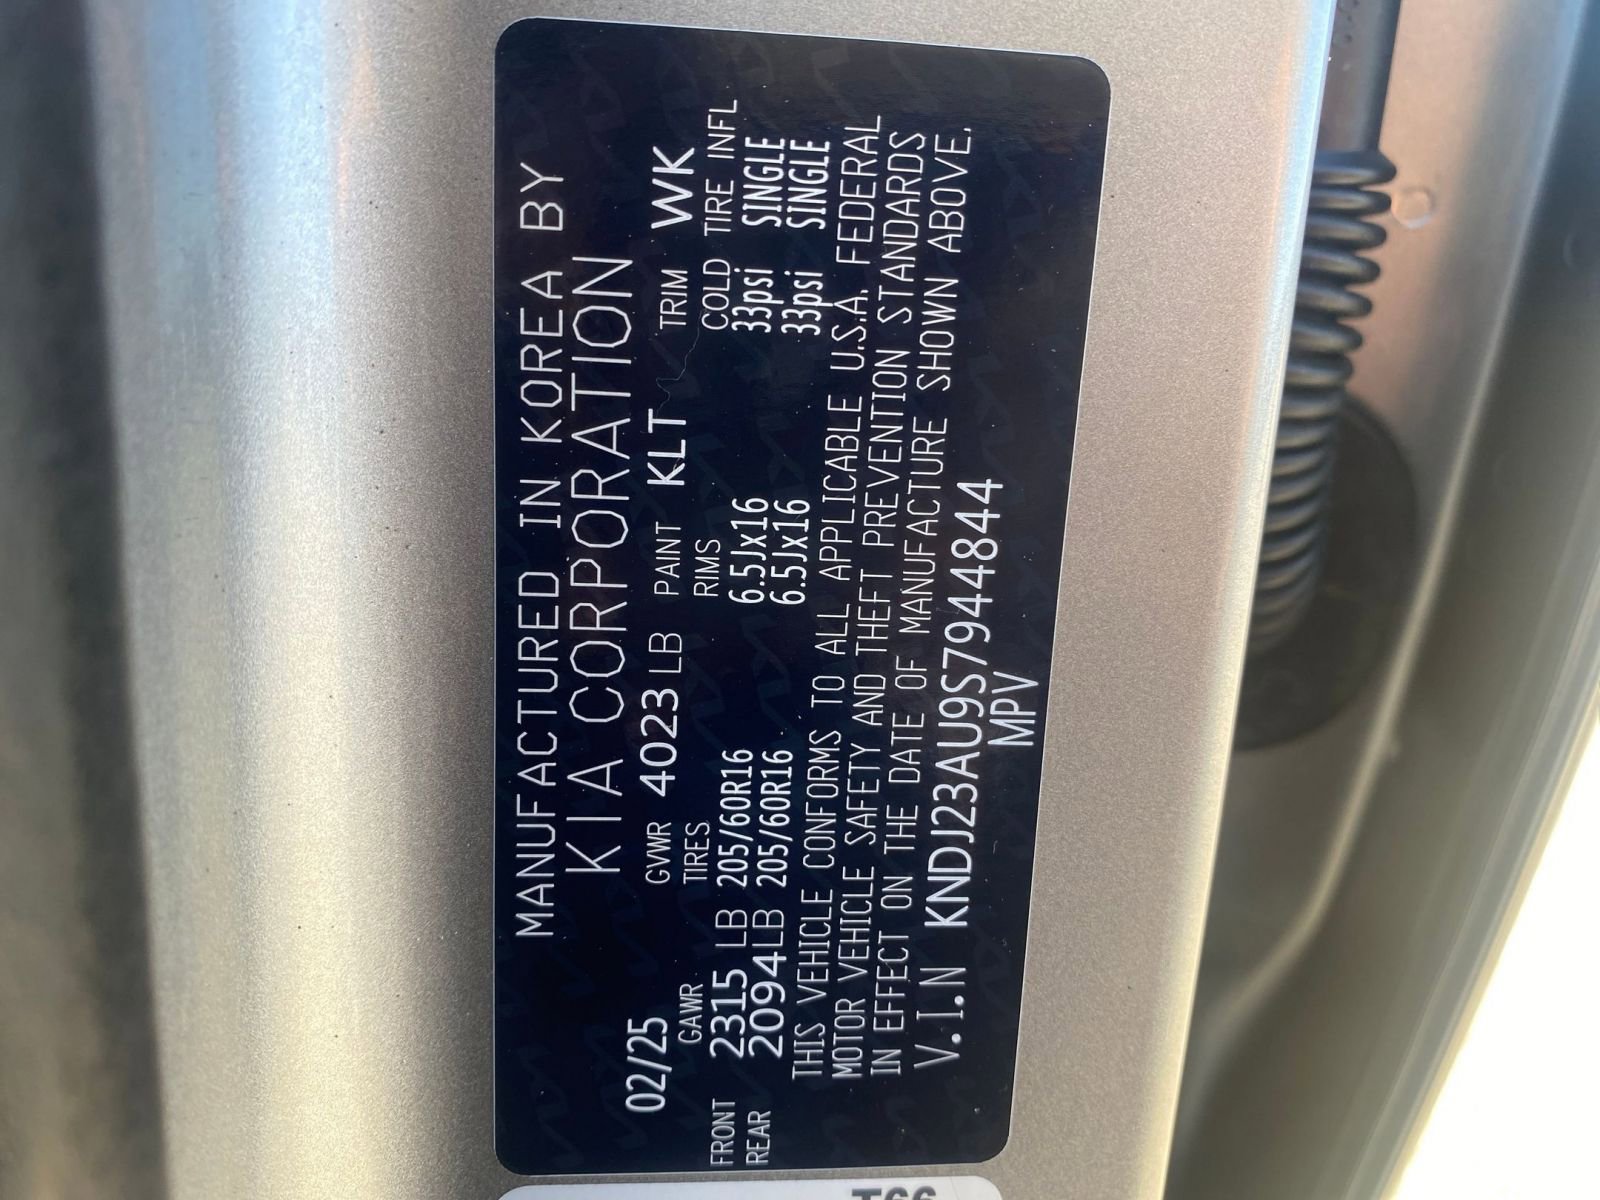 MANUFACTURED IN KOREA BY
KIA CORPORATION
02/25 GVWR 4023 LB PAINT KLT TRIM WK
GAWR TIRES RIMS COLD TIRE INFL
FRONT 2315 LB 205/60R16 6.5Jx16 33psi SINGLE
REAR 2094LB 205/60R16 6.5Jx16 33psi SINGLE
THIS VEHICLE CONFORMS TO ALL APPLICABLE U.S.A. FEDERAL
MOTOR VEHICLE SAFETY AND THEFT PREVENTION STANDARDS
IN EFFECT ON THE DATE OF MANUFACTURE SHOWN ABOVE.
V.I.N KNDJ23AU9S7944844
MPV